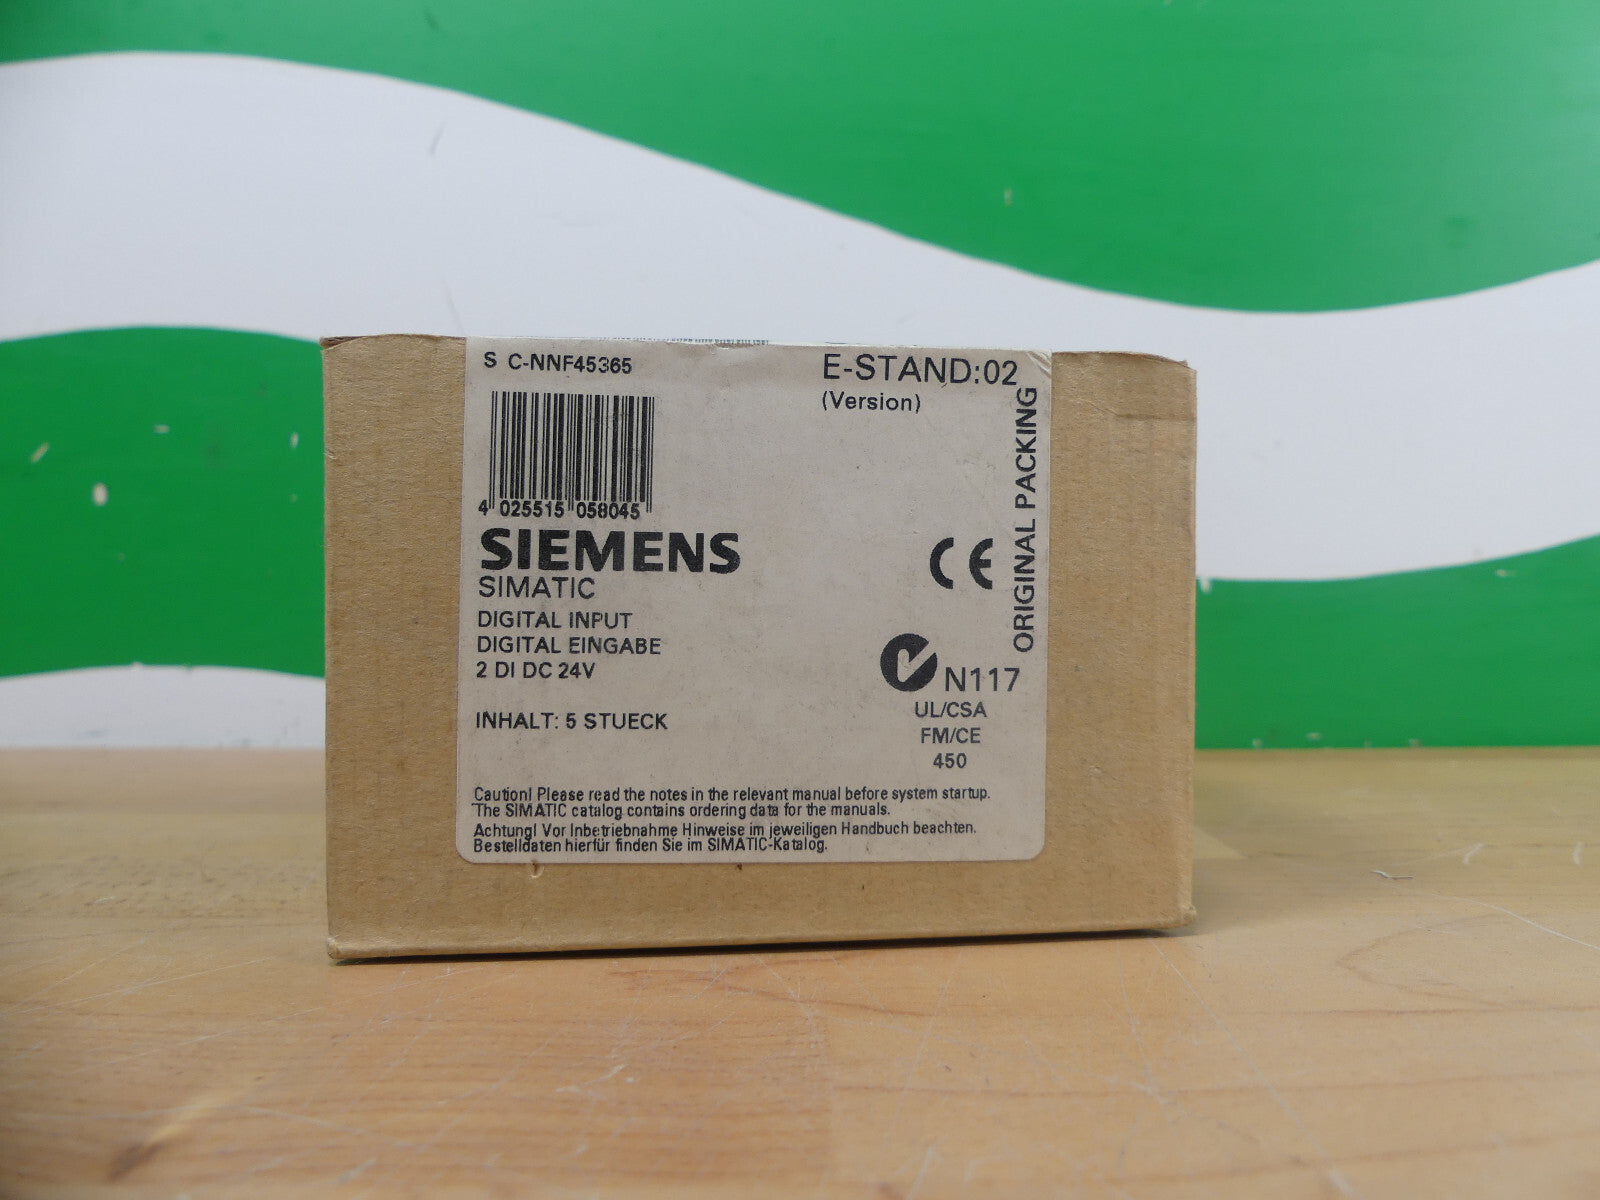 S C-NNF45365
E-STAND:02
(Version)
ORIGINAL PACKING
4 025515 058045
SIEMENS
SIMATIC
DIGITAL INPUT
DIGITAL EINGABE
2 DI DC 24V
INHALT: 5 STUECK
CE
N117
UL/CSA
FM/CE
450
Caution! Please read the notes in the relevant manual before system startup.
The SIMATIC catalog contains ordering data for the manuals.
Achtung! Vor Inbetriebnahme Hinweise im jeweiligen Handbuch beachten.
Bestelldaten hierfür finden Sie im SIMATIC-Katalog.